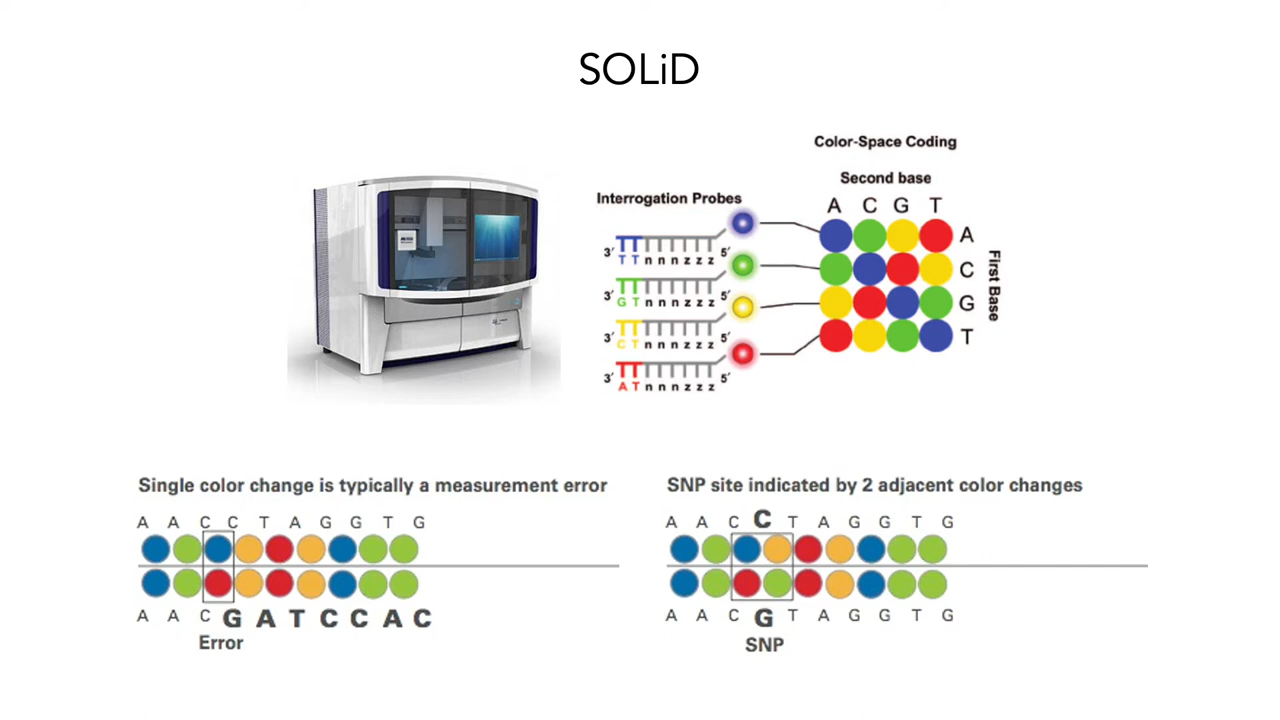 SOLiD
Color-Space Coding
Second base
A C G T
Interrogation Probes
A
C
G
T
First Base
3′ T T n n n z z z 5′
3′ G T n n n z z z 5′
3′ C T n n n z z z 5′
3′ A T n n n z z z 5′
Single color change is typically a measurement error
A A C C T A G G T G
A A C G A T C C A C
Error
SNP site indicated by 2 adjacent color changes
A A C C T A G G T G
A A C G T A G G T G
SNP